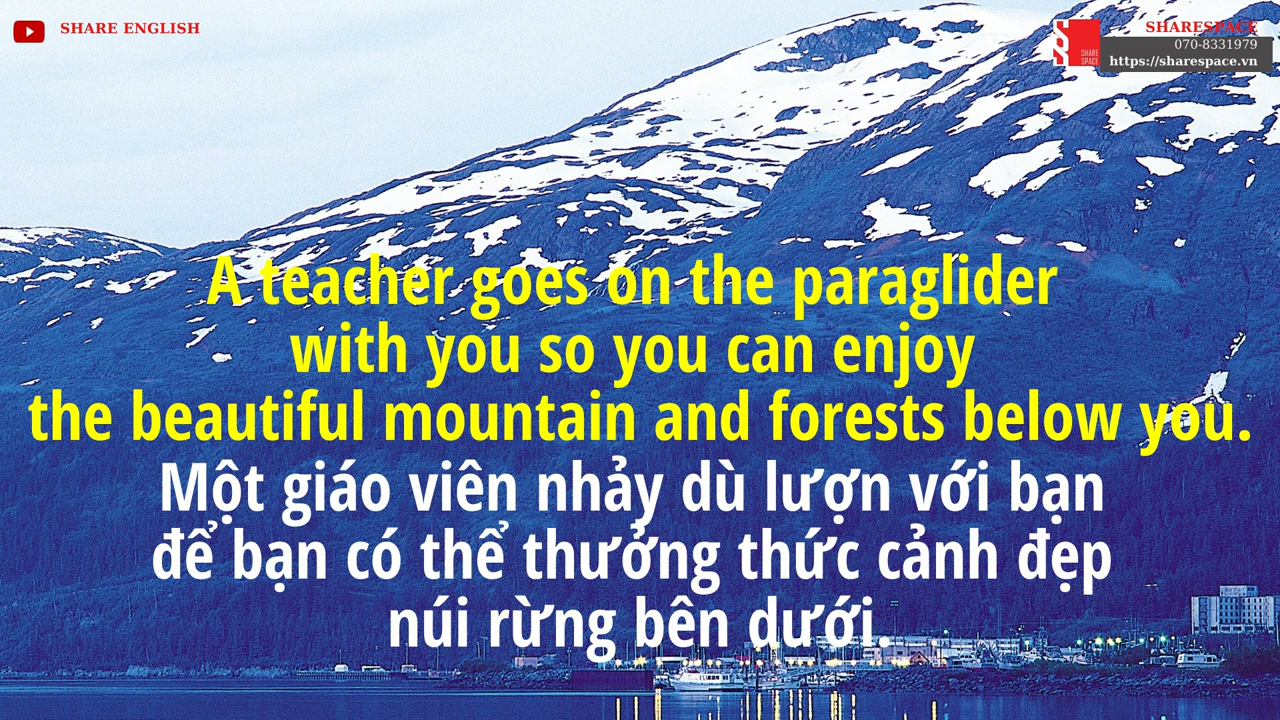 SHARE ENGLISH
SHARESPACE
070-8331979
https://sharespace.vn
SHARE
SPACE
A teacher goes on the paraglider
with you so you can enjoy
the beautiful mountain and forests below you.
Một giáo viên nhảy dù lượn với bạn
để bạn có thể thưởng thức cảnh đẹp
núi rừng bên dưới.